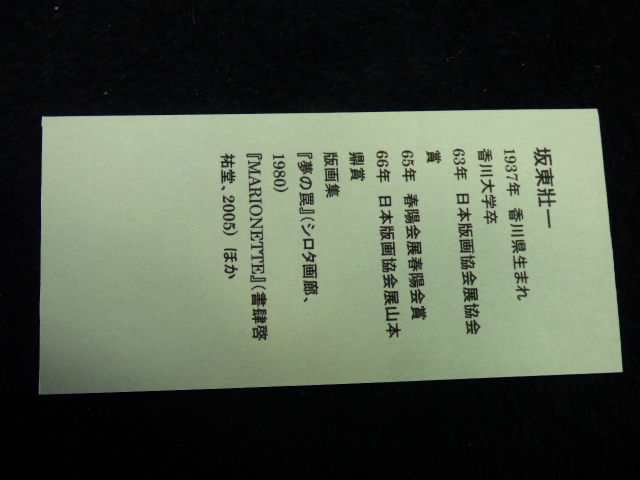 坂東壯一
1937年 香川県生まれ
香川大学卒
63年 日本版画協会展協会
賞
65年 春陽会展春陽会賞
66年 日本版画協会展山本
鼎賞
版画集
『夢の罠』（シロタ画廊、
1980）
『MARIONETTE』（書肆啓
祐堂、2005）ほか